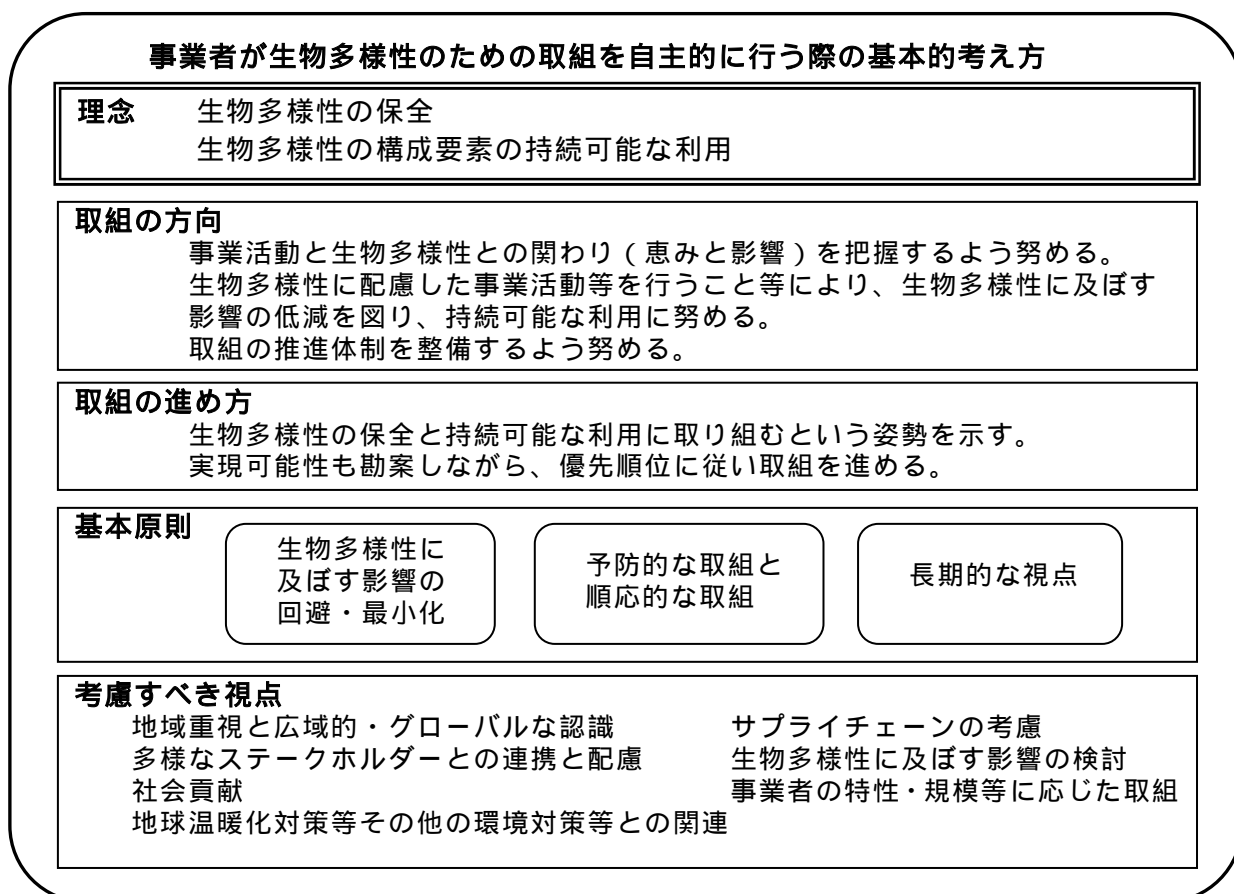 事業者が生物多様性のための取組を自主的に行う際の基本的考え方
理念 生物多様性の保全
生物多様性の構成要素の持続可能な利用
取組の方向
事業活動と生物多様性との関わり（恵みと影響）を把握するよう努める。
生物多様性に配慮した事業活動等を行うこと等により、生物多様性に及ぼす
影響の低減を図り、持続可能な利用に努める。
取組の推進体制を整備するよう努める。
取組の進め方
生物多様性の保全と持続可能な利用に取り組むという姿勢を示す。
実現可能性も勘案しながら、優先順位に従い取組を進める。
基本原則
生物多様性に
及ぼす影響の
回避・最小化
予防的な取組と
順応的な取組
長期的な視点
考慮すべき視点
地域重視と広域的・グローバルな認識
多様なステークホルダーとの連携と配慮
社会貢献
地球温暖化対策等その他の環境対策等との関連
サプライチェーンの考慮
生物多様性に及ぼす影響の検討
事業者の特性・規模等に応じた取組